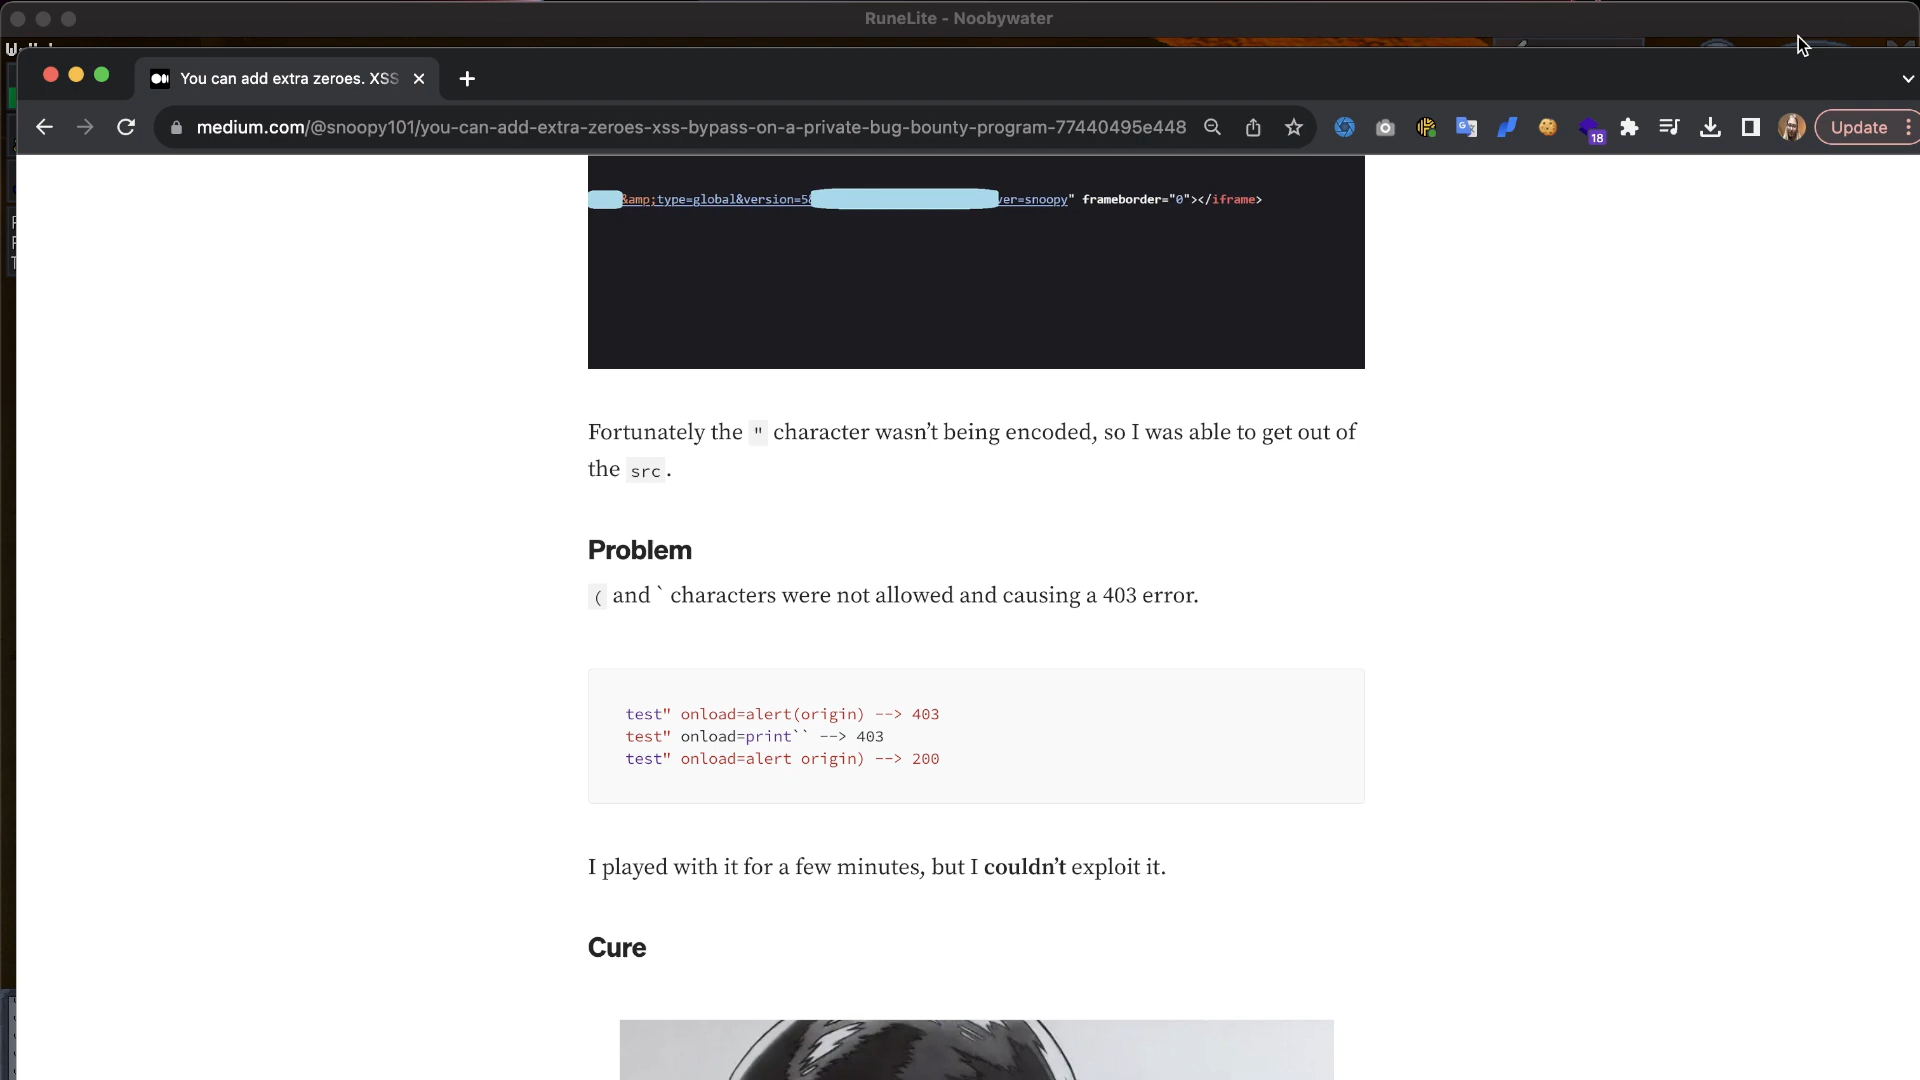 RuneLite - Noobywater
You can add extra zeroes. XSS
medium.com/@snoopy101/you-can-add-extra-zeroes-xss-bypass-on-a-private-bug-bounty-program-77440495e448
18
Update
&amp;type=global&version=5
ver=snoopy" frameborder="0"></iframe>
Fortunately the " character wasn’t being encoded, so I was able to get out of
the src.
Problem
( and ` characters were not allowed and causing a 403 error.
test" onload=alert(origin) --> 403
test" onload=print`` --> 403
test" onload=alert origin) --> 200
I played with it for a few minutes, but I couldn’t exploit it.
Cure